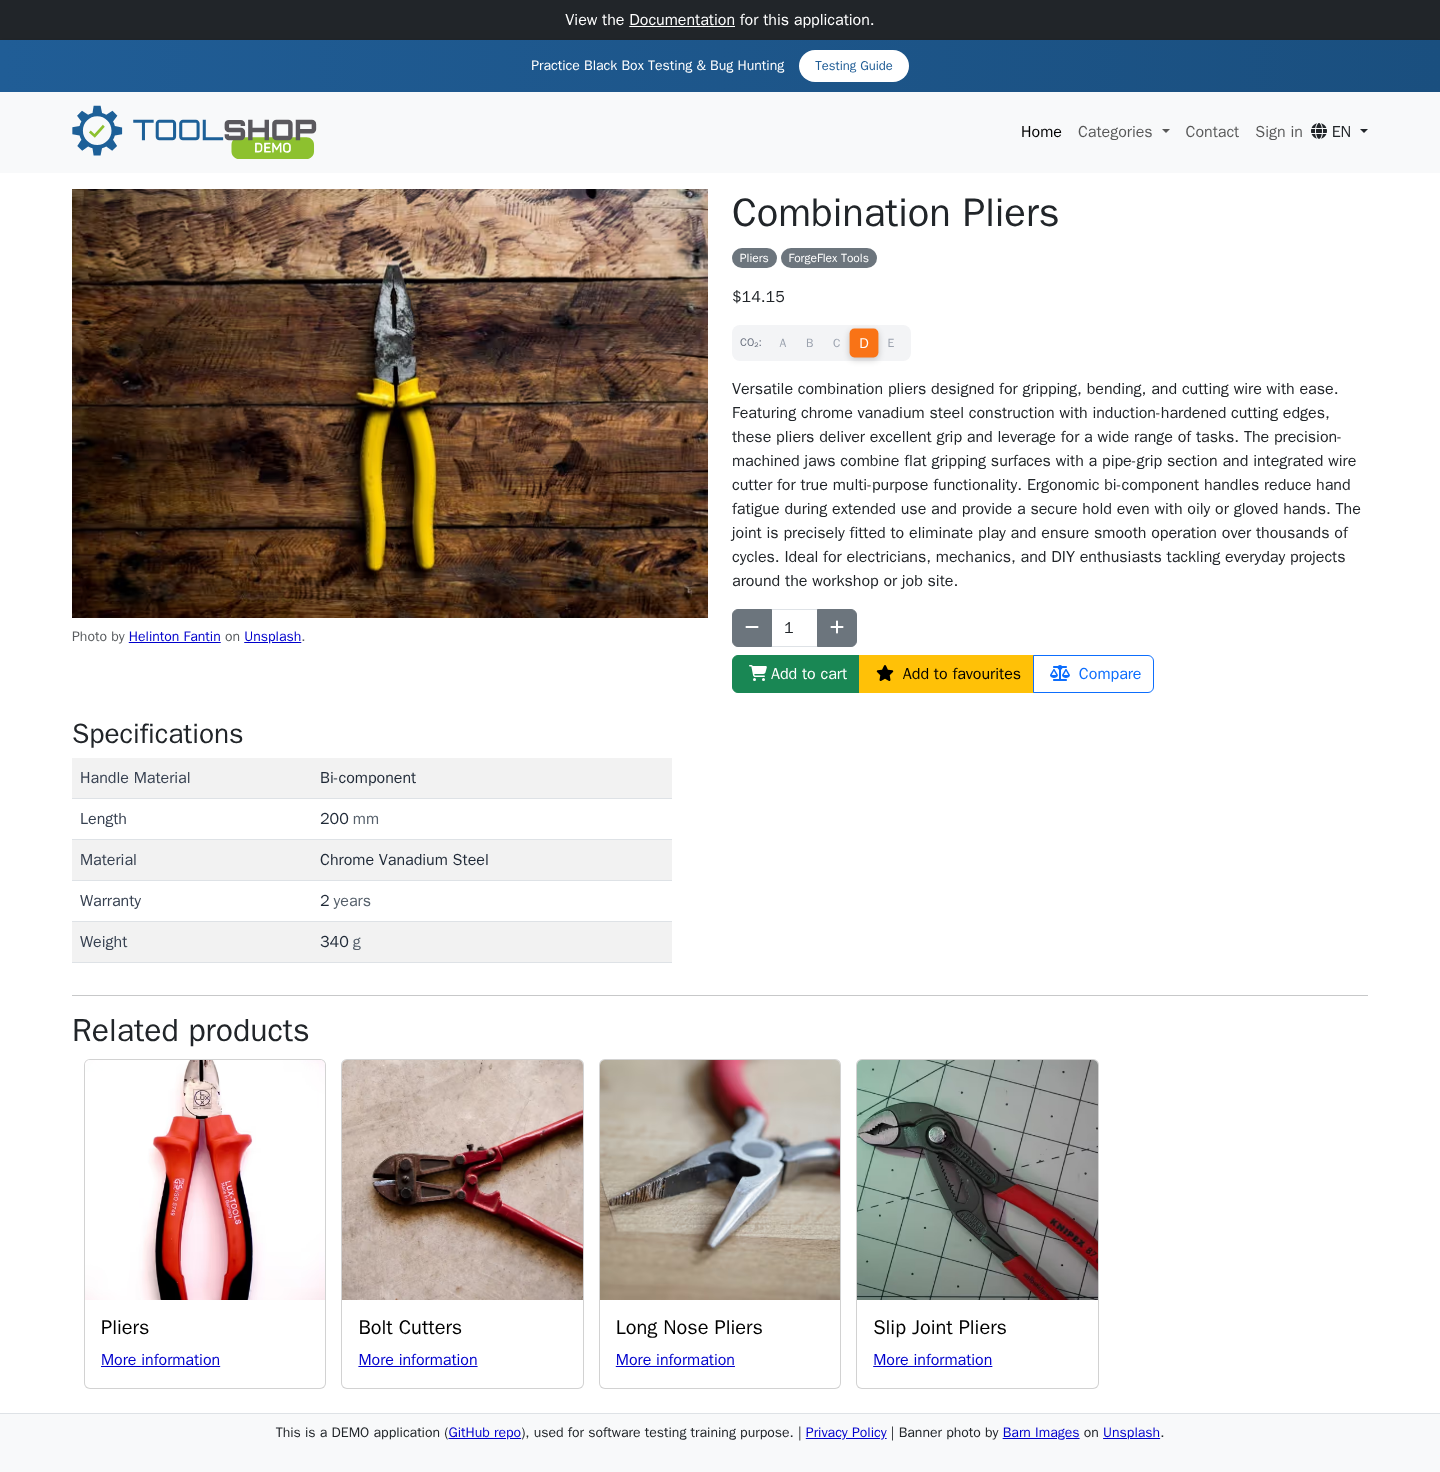 View the Documentation for this application.
Practice Black Box Testing & Bug Hunting Testing Guide
TOOLSHOP
DEMO
Home Categories Contact Sign in EN
Combination Pliers
Pliers ForgeFlex Tools
$14.15
CO₂: A B C D E
Versatile combination pliers designed for gripping, bending, and cutting wire with ease.
Featuring chrome vanadium steel construction with induction-hardened cutting edges,
these pliers deliver excellent grip and leverage for a wide range of tasks. The precision-
machined jaws combine flat gripping surfaces with a pipe-grip section and integrated wire
cutter for true multi-purpose functionality. Ergonomic bi-component handles reduce hand
fatigue during extended use and provide a secure hold even with oily or gloved hands. The
joint is precisely fitted to eliminate play and ensure smooth operation over thousands of
cycles. Ideal for electricians, mechanics, and DIY enthusiasts tackling everyday projects
around the workshop or job site.
1
Add to cart Add to favourites Compare
Photo by Helinton Fantin on Unsplash.
Specifications
Handle Material Bi-component
Length 200 mm
Material Chrome Vanadium Steel
Warranty 2 years
Weight 340 g
Related products
LUX-TOOLS
KNIPEX
Pliers
More information
Bolt Cutters
More information
Long Nose Pliers
More information
Slip Joint Pliers
More information
This is a DEMO application (GitHub repo), used for software testing training purpose. | Privacy Policy | Banner photo by Barn Images on Unsplash.